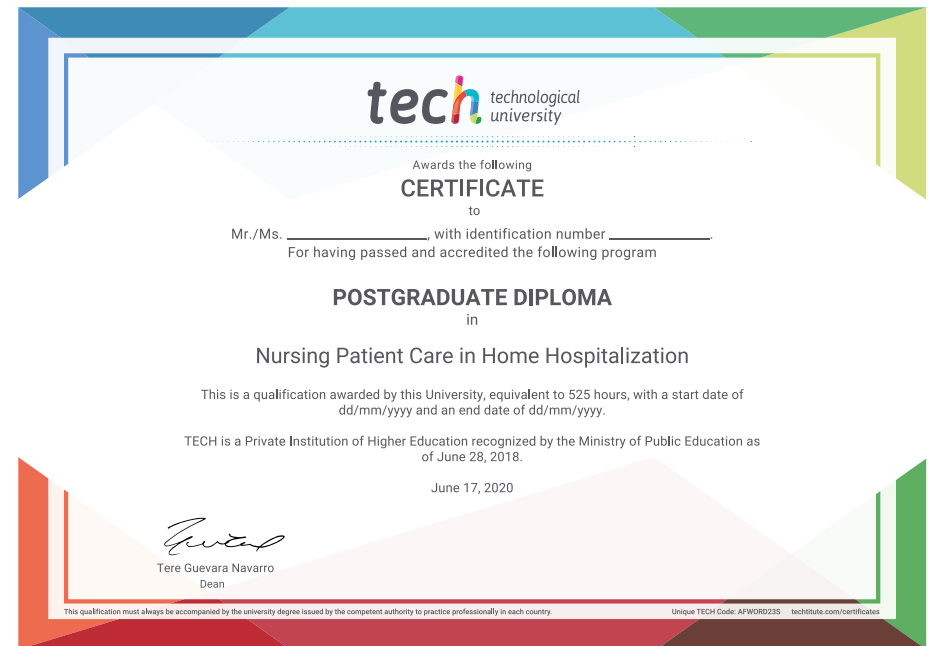 tech technological
university
Awards the following
CERTIFICATE
to
Mr./Ms. ____________________, with identification number ______________.
For having passed and accredited the following program
POSTGRADUATE DIPLOMA
in
Nursing Patient Care in Home Hospitalization
This is a qualification awarded by this University, equivalent to 525 hours, with a start date of
dd/mm/yyyy and an end date of dd/mm/yyyy.
TECH is a Private Institution of Higher Education recognized by the Ministry of Public Education as
of June 28, 2018.
June 17, 2020
Tere Guevara Navarro
Dean
This qualification must always be accompanied by the university degree issued by the competent authority to practice professionally in each country.
Unique TECH Code: AFWORD23S techtitute.com/certificates